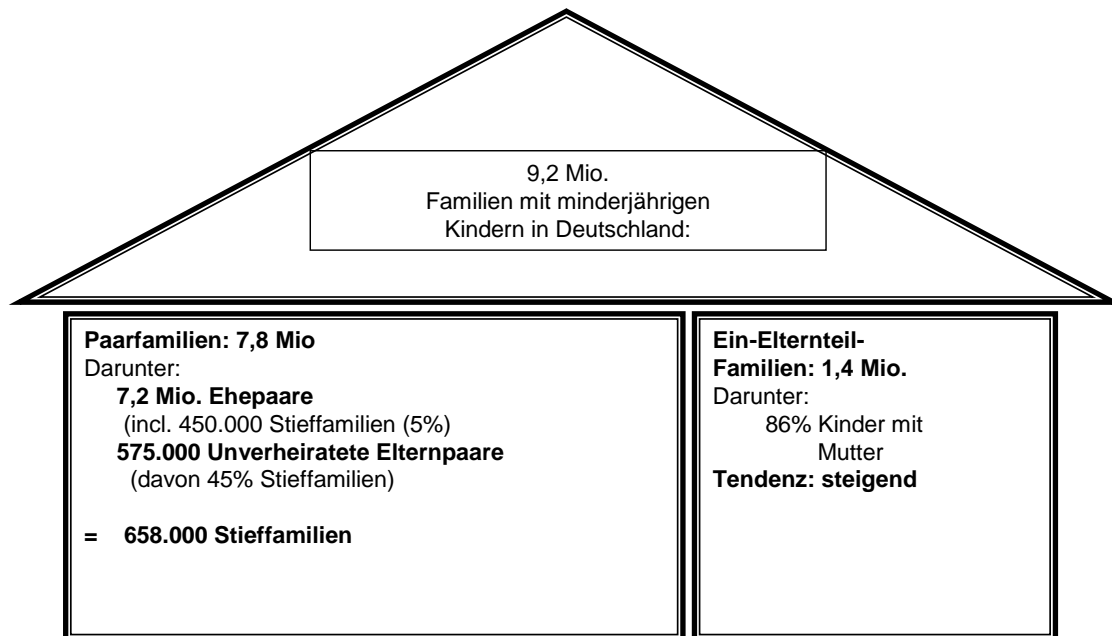 9,2 Mio.
Familien mit minderjährigen
Kindern in Deutschland:
Paarfamilien: 7,8 Mio
Darunter:
7,2 Mio. Ehepaare
(incl. 450.000 Stieffamilien (5%)
575.000 Unverheiratete Elternpaare
(davon 45% Stieffamilien)
= 658.000 Stieffamilien
Ein-Elternteil-
Familien: 1,4 Mio.
Darunter:
86% Kinder mit
Mutter
Tendenz: steigend